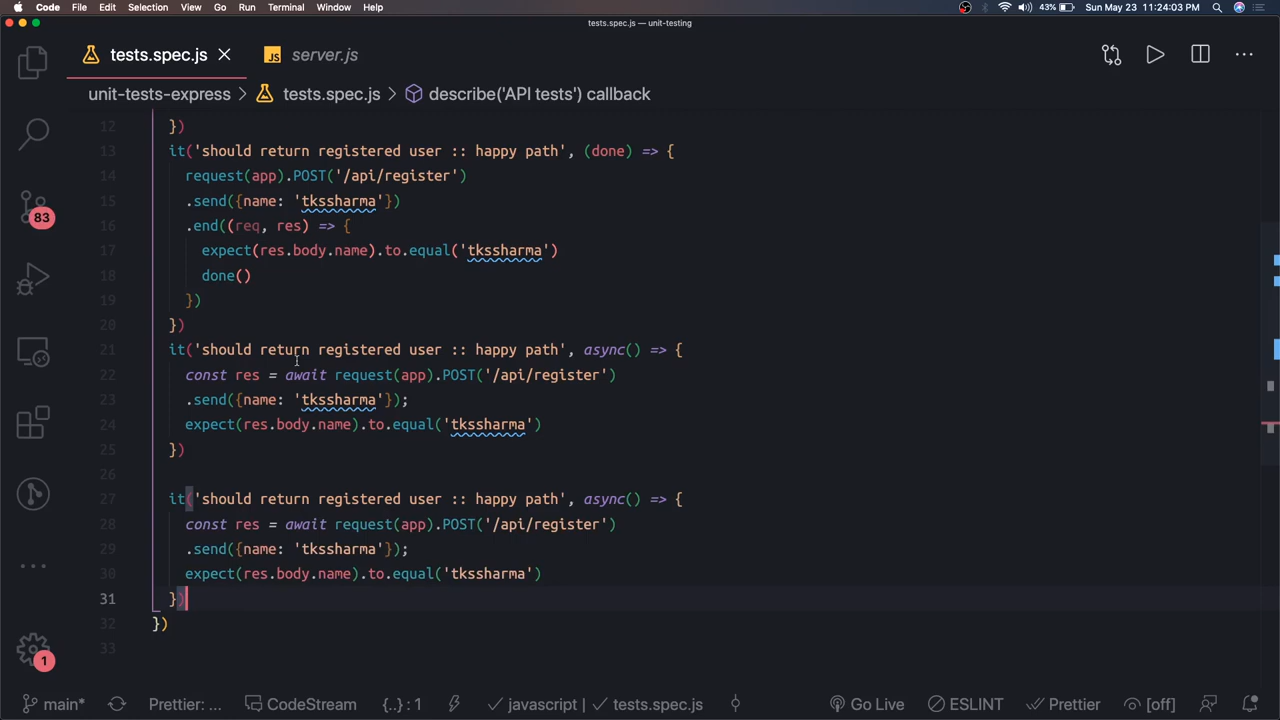 Code File Edit Selection View Go Run Terminal Window Help 43% Sun May 23 11:24:03 PM
tests.spec.js — unit-testing
tests.spec.js JS server.js
unit-tests-express > tests.spec.js > describe('API tests') callback
12 })
13 it('should return registered user :: happy path', (done) => {
14 request(app).POST('/api/register')
15 .send({name: 'tkssharma'})
16 .end((req, res) => {
17 expect(res.body.name).to.equal('tkssharma')
18 done()
19 })
20 })
21 it('should return registered user :: happy path', async() => {
22 const res = await request(app).POST('/api/register')
23 .send({name: 'tkssharma'});
24 expect(res.body.name).to.equal('tkssharma')
25 })
26
27 it('should return registered user :: happy path', async() => {
28 const res = await request(app).POST('/api/register')
29 .send({name: 'tkssharma'});
30 expect(res.body.name).to.equal('tkssharma')
31 })
32 })
33
83
1
main* Prettier: ... CodeStream {..} : 1 javascript | tests.spec.js Go Live ESLINT Prettier [off]